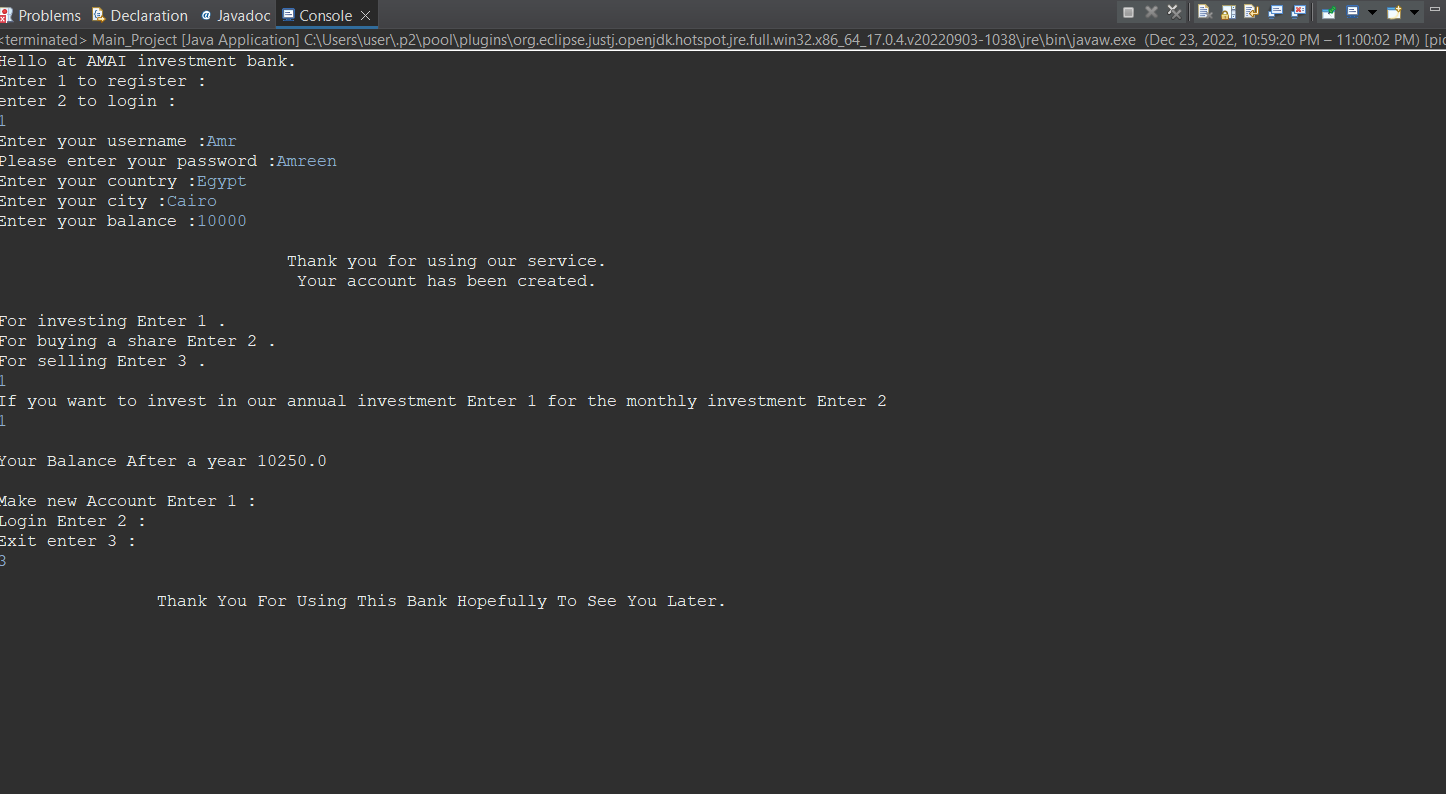 Problems Declaration Javadoc Console
<terminated> Main_Project [Java Application] C:\Users\user\.p2\pool\plugins\org.eclipse.justj.openjdk.hotspot.jre.full.win32.x86_64_17.0.4.v20220903-1038\jre\bin\javaw.exe (Dec 23, 2022, 10:59:20 PM – 11:00:02 PM) [pid
Hello at AMAI investment bank.
Enter 1 to register :
enter 2 to login :
1
Enter your username :Amr
Please enter your password :Amreen
Enter your country :Egypt
Enter your city :Cairo
Enter your balance :10000
Thank you for using our service.
Your account has been created.
For investing Enter 1 .
For buying a share Enter 2 .
For selling Enter 3 .
1
If you want to invest in our annual investment Enter 1 for the monthly investment Enter 2
1
Your Balance After a year 10250.0
Make new Account Enter 1 :
Login Enter 2 :
Exit enter 3 :
3
Thank You For Using This Bank Hopefully To See You Later.